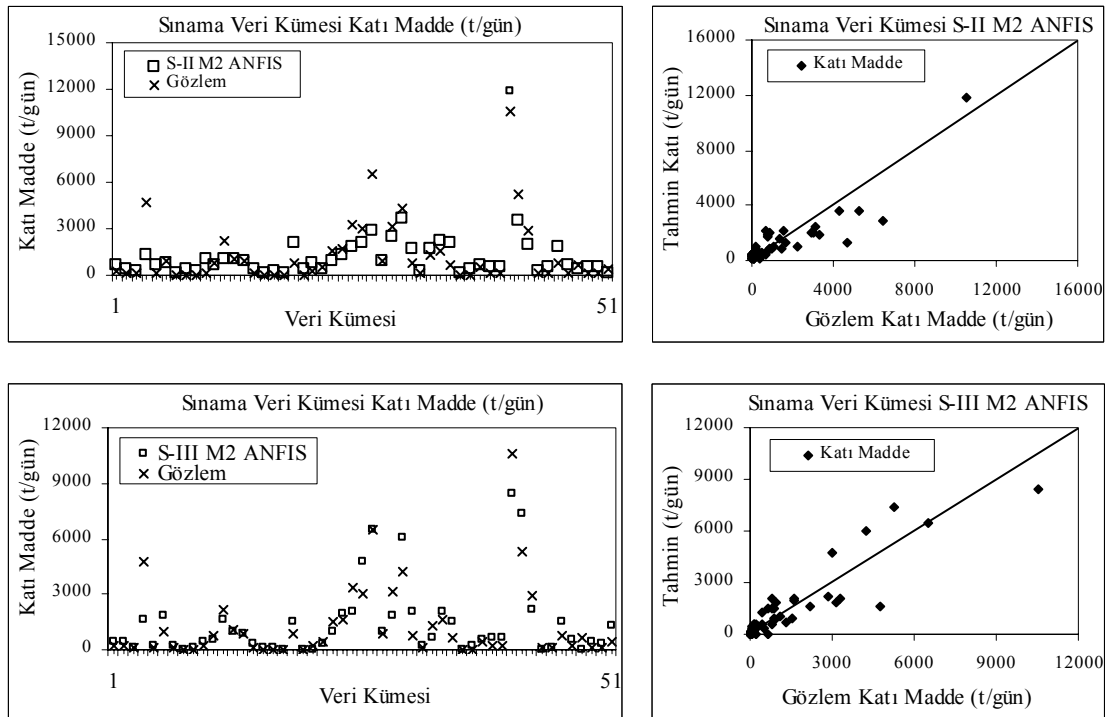 Sınama Veri Kümesi Katı Madde (t/gün)
15000
12000
9000
6000
3000
0
Katı Madde (t/gün)
S-II M2 ANFIS
Gözlem
1
51
Veri Kümesi
Sınama Veri Kümesi S-II M2 ANFIS
16000
12000
8000
4000
0
Tahmin Katı (t/gün)
Katı Madde
0
4000
8000
12000
16000
Gözlem Katı Madde (t/gün)
Sınama Veri Kümesi Katı Madde (t/gün)
12000
9000
6000
3000
0
Katı Madde (t/gün)
S-III M2 ANFIS
Gözlem
1
51
Veri Kümesi
Sınama Veri Kümesi S-III M2 ANFIS
12000
9000
6000
3000
0
Tahmin (t/gün)
Katı Madde
0
3000
6000
9000
12000
Gözlem Katı Madde (t/gün)